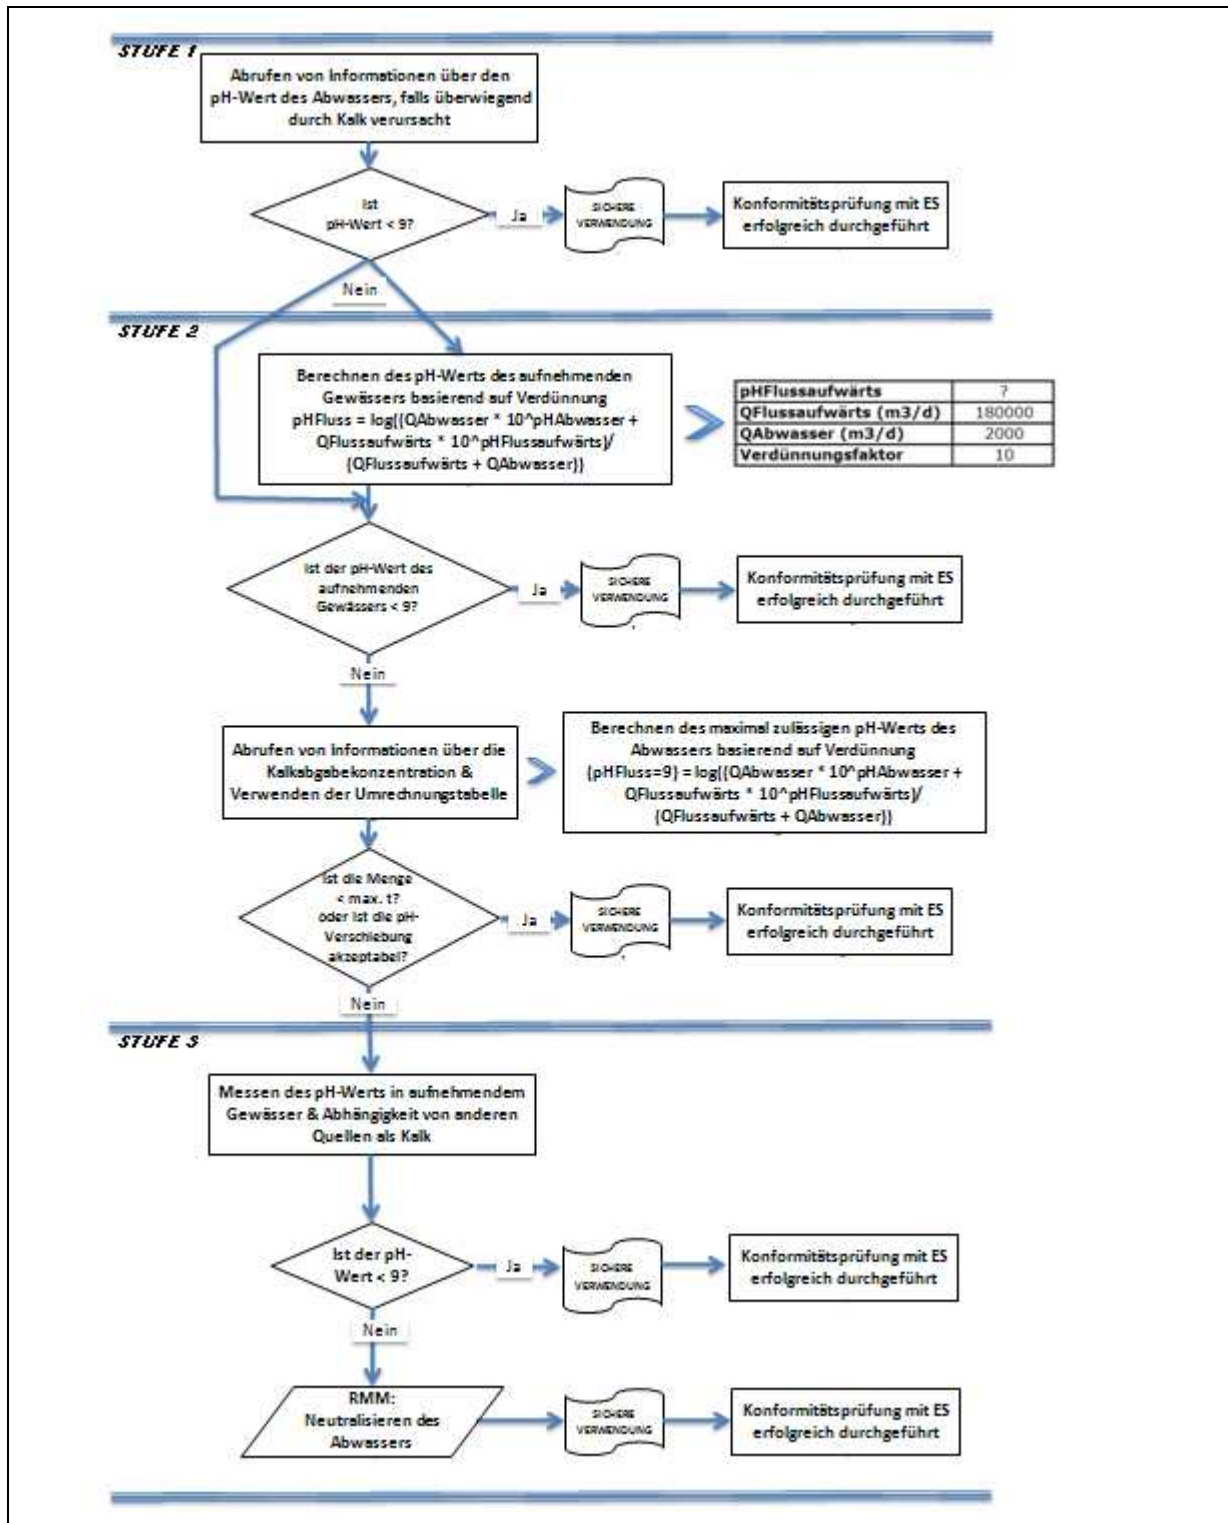 STUFE 1
Abrufen von Informationen über den
pH-Wert des Abwassers, falls überwiegend
durch Kalk verursacht
Ist
pH-Wert < 9?
Ja
SICHERE
VERWENDUNG
Konformitätsprüfung mit ES
erfolgreich durchgeführt
Nein
STUFE 2
Berechnen des pH-Werts des aufnehmenden
Gewässers basierend auf Verdünnung
pHFluss = log((QAbwasser * 10^pHAbwasser +
QFlussaufwärts * 10^pHFlussaufwärts)/
(QFlussaufwärts + QAbwasser))
pHFlussaufwärts ?
QFlussaufwärts (m3/d) 180000
QAbwasser (m3/d) 2000
Verdünnungsfaktor 10
Ist der pH-Wert des
aufnehmenden
Gewässers < 9?
Ja
SICHERE
VERWENDUNG
Konformitätsprüfung mit ES
erfolgreich durchgeführt
Nein
Abrufen von Informationen über die
Kalkabgabekonzentration &
Verwenden der Umrechnungstabelle
Berechnen des maximal zulässigen pH-Werts des
Abwassers basierend auf Verdünnung
(pHFluss=9) = log((QAbwasser * 10^pHAbwasser +
QFlussaufwärts * 10^pHFlussaufwärts)/
(QFlussaufwärts + QAbwasser))
Ist die Menge
< max. t?
oder ist die pH-
Verschiebung
akzeptabel?
Ja
SICHERE
VERWENDUNG
Konformitätsprüfung mit ES
erfolgreich durchgeführt
Nein
STUFE 3
Messen des pH-Werts in aufnehmendem
Gewässer & Abhängigkeit von anderen
Quellen als Kalk
Ist der pH-
Wert < 9?
Ja
SICHERE
VERWENDUNG
Konformitätsprüfung mit ES
erfolgreich durchgeführt
Nein
RMM:
Neutralisieren des
Abwassers
SICHERE
VERWENDUNG
Konformitätsprüfung mit ES
erfolgreich durchgeführt